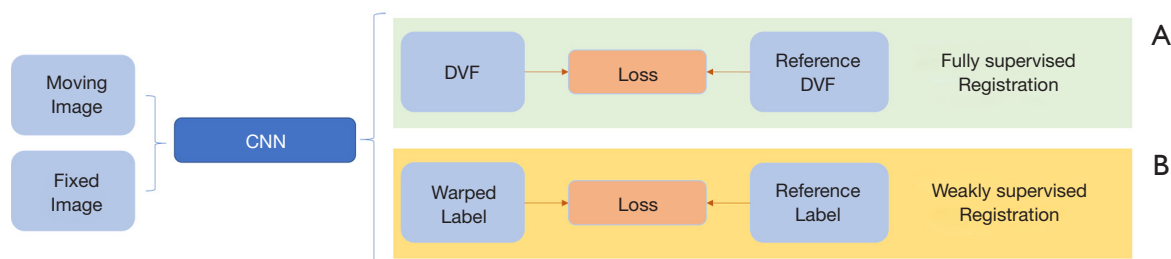 Moving
Image
Fixed
Image
CNN
DVF
Loss
Reference
DVF
Fully supervised
Registration
A
Warped
Label
Loss
Reference
Label
Weakly supervised
Registration
B